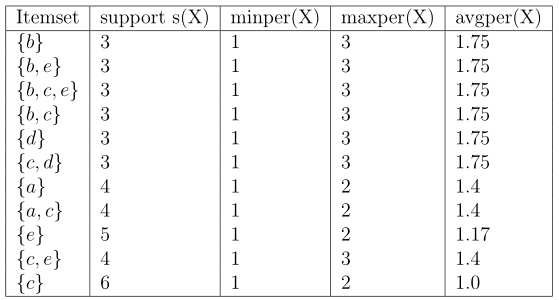 Itemset support s(X) minper(X) maxper(X) avgper(X)
{b} 3 1 3 1.75
{b, e} 3 1 3 1.75
{b, c, e} 3 1 3 1.75
{b, c} 3 1 3 1.75
{d} 3 1 3 1.75
{c, d} 3 1 3 1.75
{a} 4 1 2 1.4
{a, c} 4 1 2 1.4
{e} 5 1 2 1.17
{c, e} 4 1 3 1.4
{c} 6 1 2 1.0